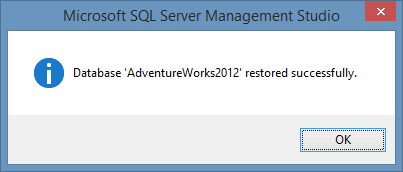 Microsoft SQL Server Management Studio
Database 'AdventureWorks2012' restored successfully.
OK